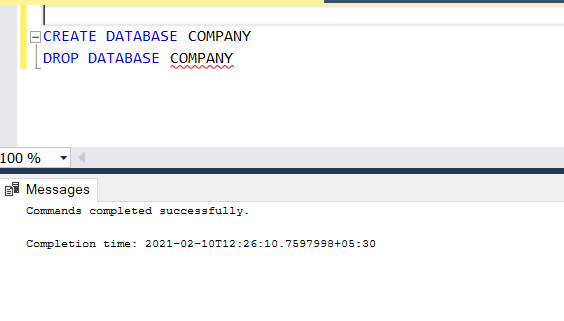 CREATE DATABASE COMPANY
DROP DATABASE COMPANY
100 %
Messages
Commands completed successfully.
Completion time: 2021-02-10T12:26:10.7597998+05:30